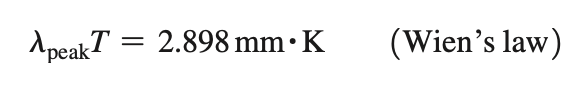 λpeakT = 2.898 mm·K (Wien’s law)